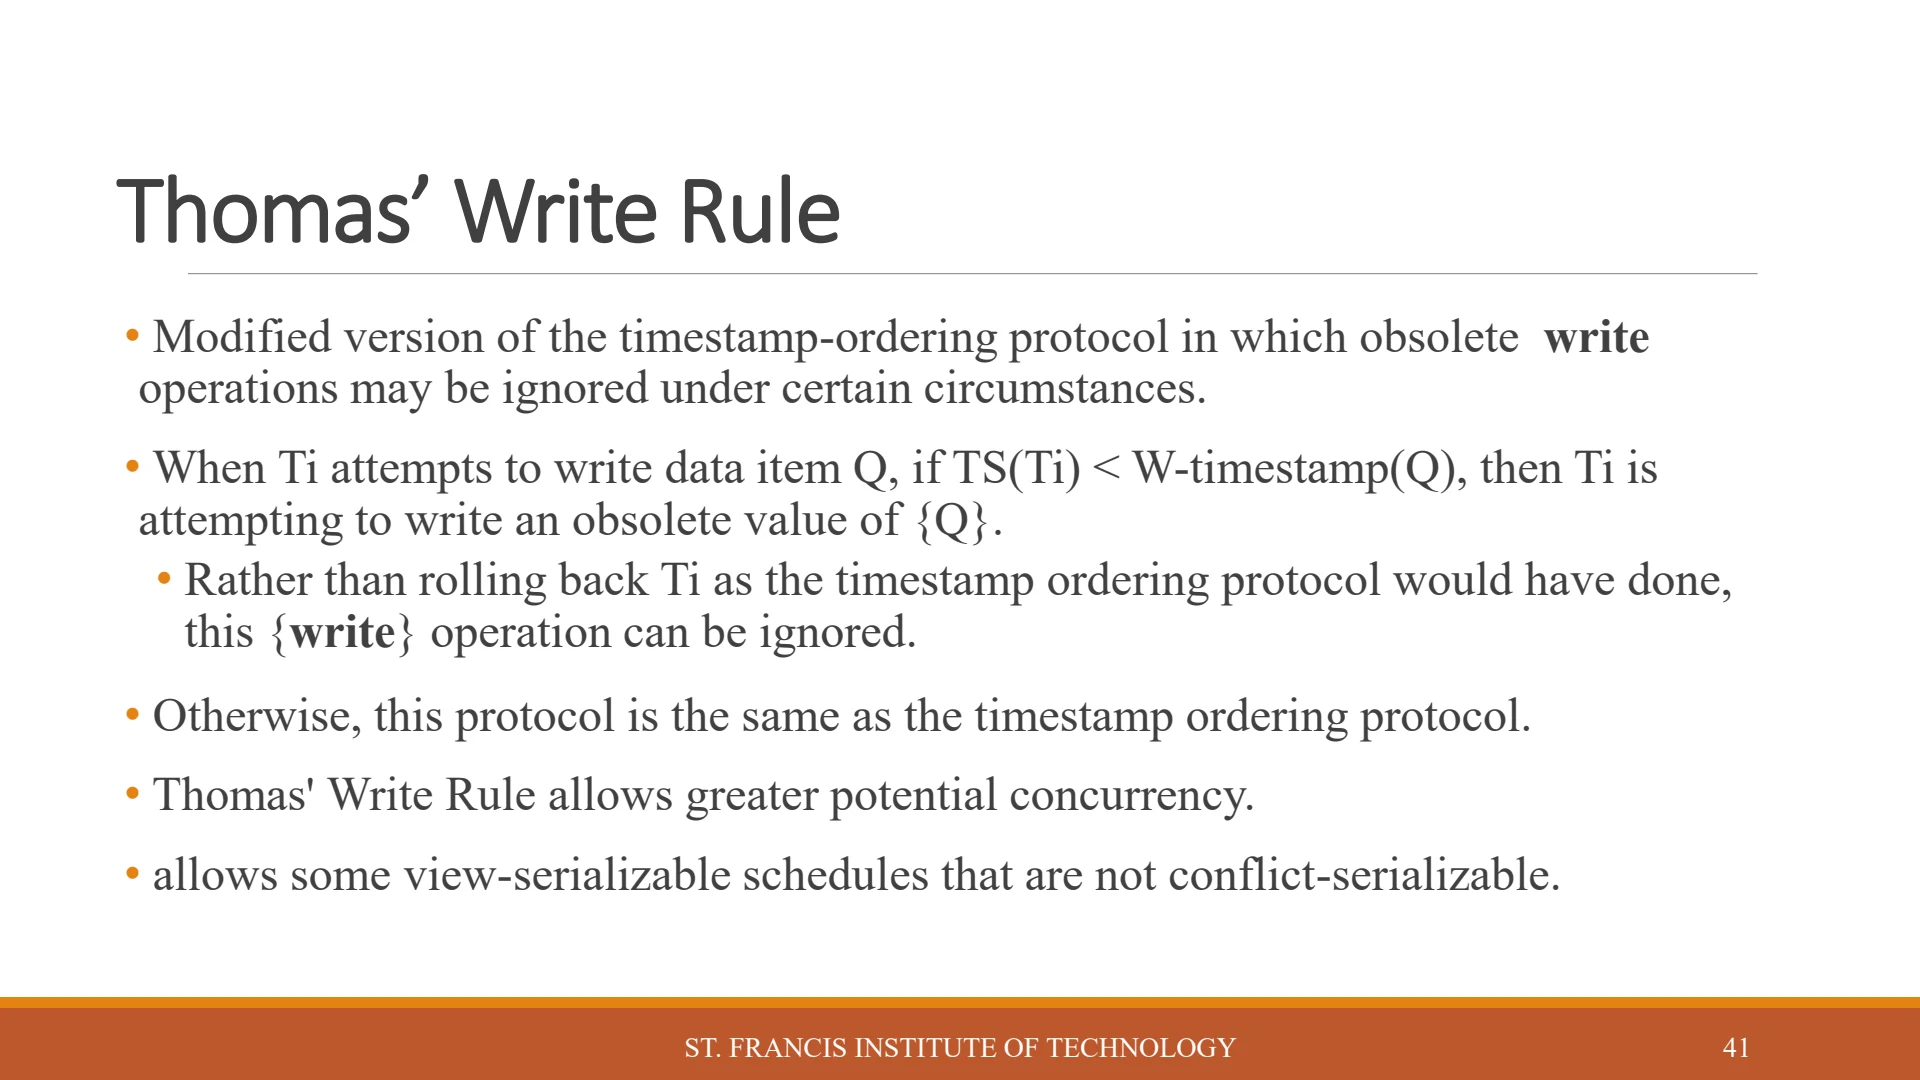 Thomas’ Write Rule
• Modified version of the timestamp-ordering protocol in which obsolete  write
operations may be ignored under certain circumstances.
• When Ti attempts to write data item Q, if TS(Ti) < W-timestamp(Q), then Ti is
attempting to write an obsolete value of {Q}.
• Rather than rolling back Ti as the timestamp ordering protocol would have done,
this {write} operation can be ignored.
• Otherwise, this protocol is the same as the timestamp ordering protocol.
• Thomas' Write Rule allows greater potential concurrency.
• allows some view-serializable schedules that are not conflict-serializable.
ST. FRANCIS INSTITUTE OF TECHNOLOGY
41